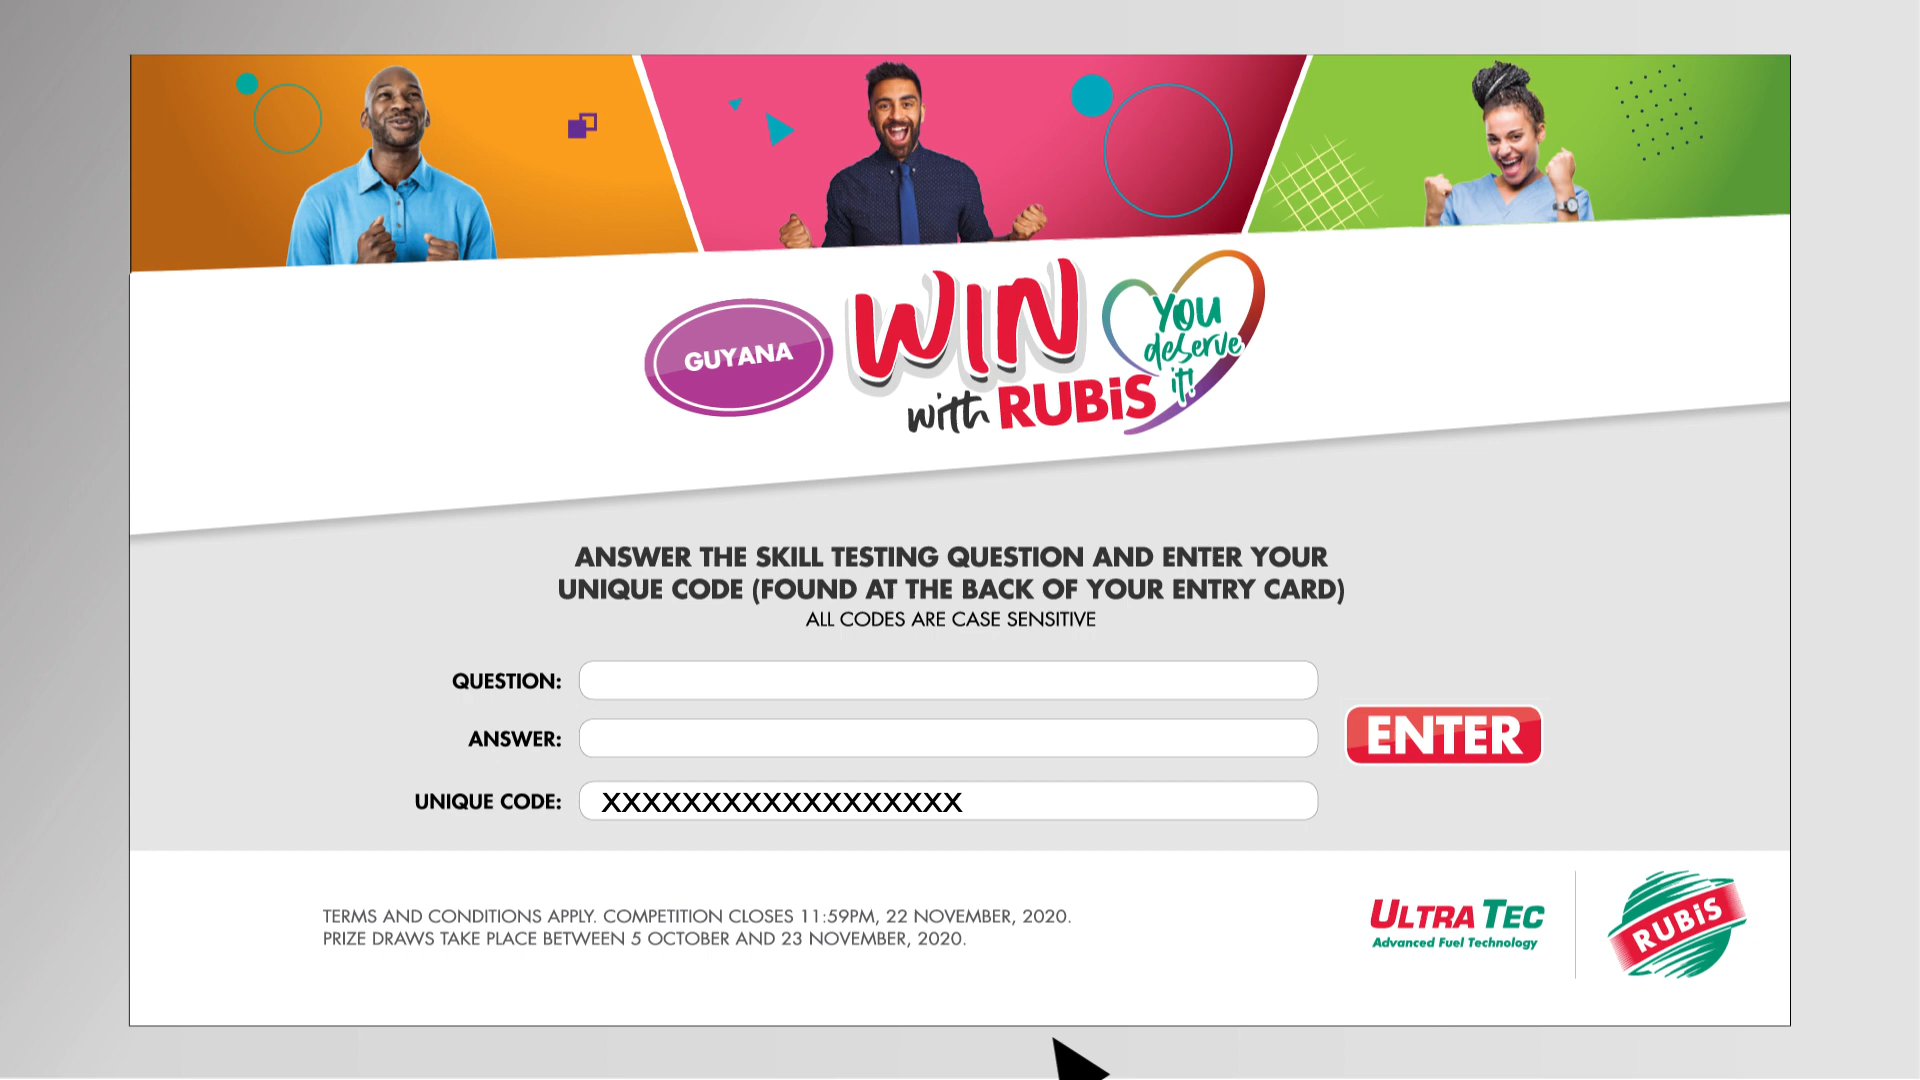 GUYANA
WIN
with RUBiS
You
deserve
it!
ANSWER THE SKILL TESTING QUESTION AND ENTER YOUR
UNIQUE CODE (FOUND AT THE BACK OF YOUR ENTRY CARD)
ALL CODES ARE CASE SENSITIVE
QUESTION:
ANSWER:
ENTER
UNIQUE CODE: XXXXXXXXXXXXXXXXXX
TERMS AND CONDITIONS APPLY. COMPETITION CLOSES 11:59PM, 22 NOVEMBER, 2020.
PRIZE DRAWS TAKE PLACE BETWEEN 5 OCTOBER AND 23 NOVEMBER, 2020.
ULTRA TEC
Advanced Fuel Technology
RUBiS